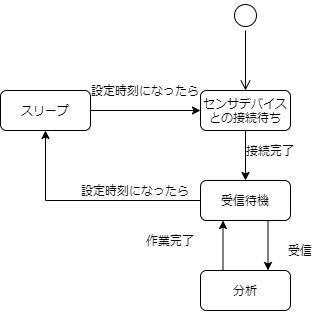 設定時刻になったら
スリープ
センサデバイス
との接続待ち
接続完了
設定時刻になったら
受信待機
作業完了
受信
分析